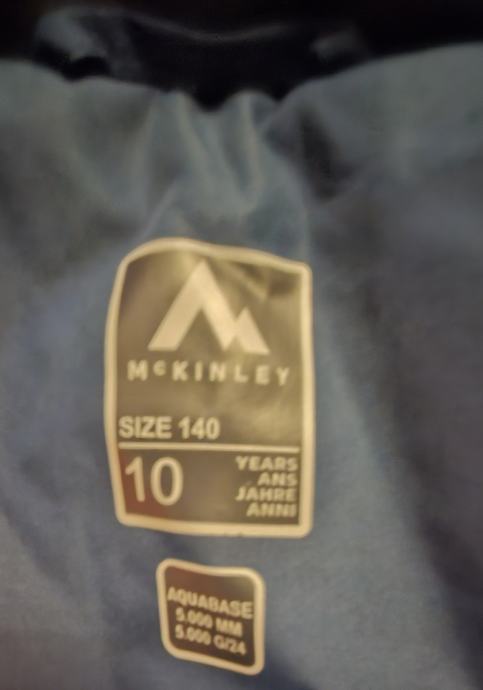 McKINLEY
SIZE 140
10
YEARS
ANS
JAHRE
ANNI
AQUABASE
5.000 MM
5.000 G/24